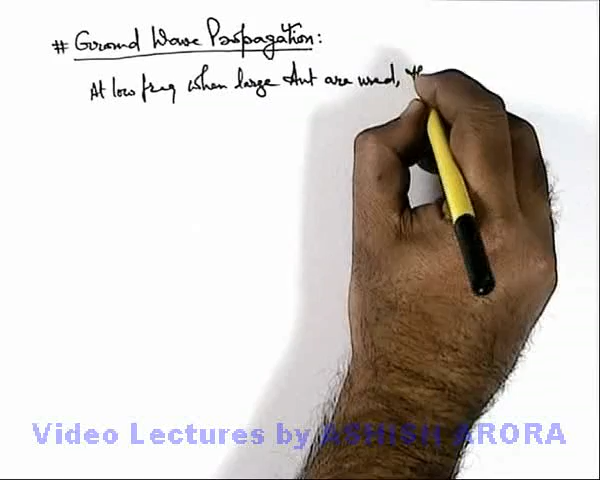 # Ground Wave Propagation:
At low freq when large Ant are used,
Video Lectures by ASHISH ARORA